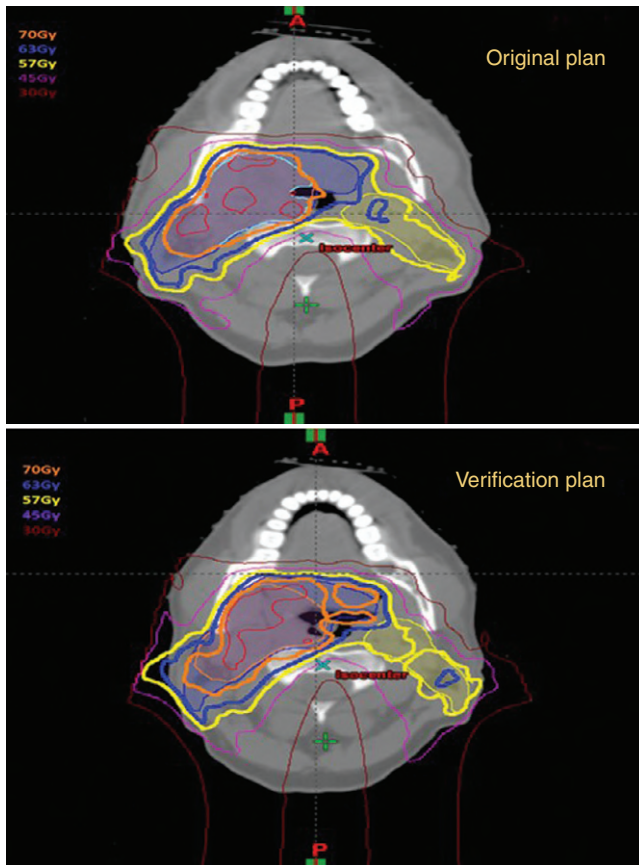 A
70Gy
63Gy
57Gy
45Gy
30Gy
Original plan
isocenter
P
A
70Gy
63Gy
57Gy
45Gy
30Gy
Verification plan
isocenter
P